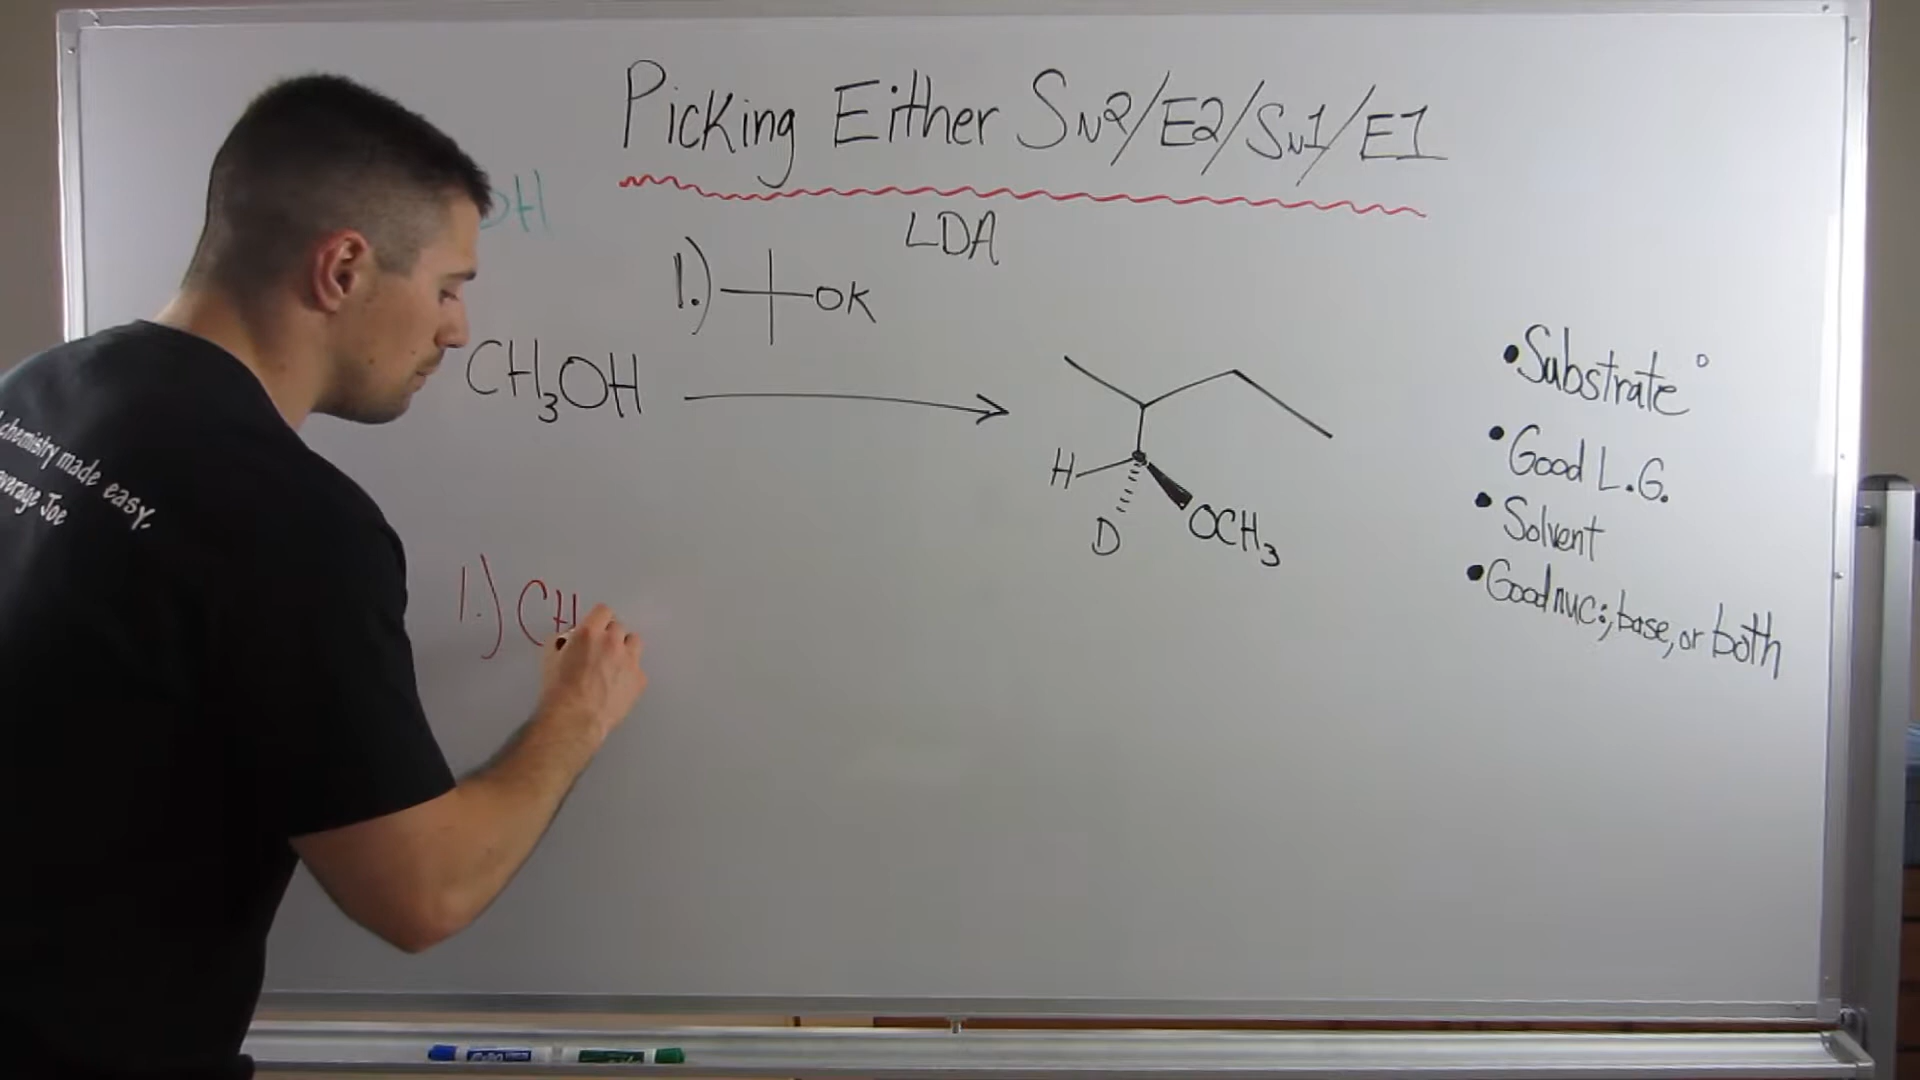 Picking Either SN2/E2/SN1/E1
OH
LDA
1.) OK
CH3OH
H
D
OCH3
•Substrate °
•Good L.G.
•Solvent
•Good nuc:, base, or both
1.) CH
chemistry made easy,
average Joe